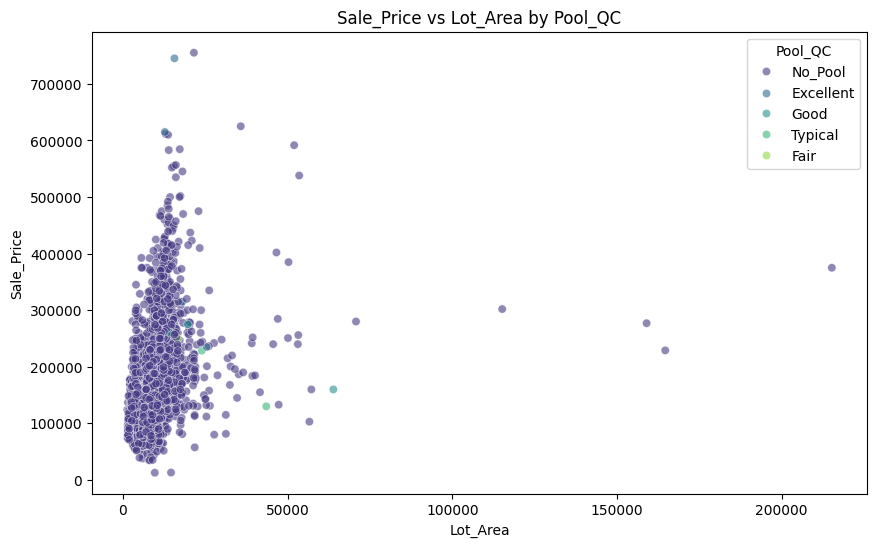 Sale_Price vs Lot_Area by Pool_QC
Pool_QC
No_Pool
Excellent
Good
Typical
Fair
700000
600000
500000
400000
300000
200000
100000
0
Sale_Price
0 50000 100000 150000 200000
Lot_Area